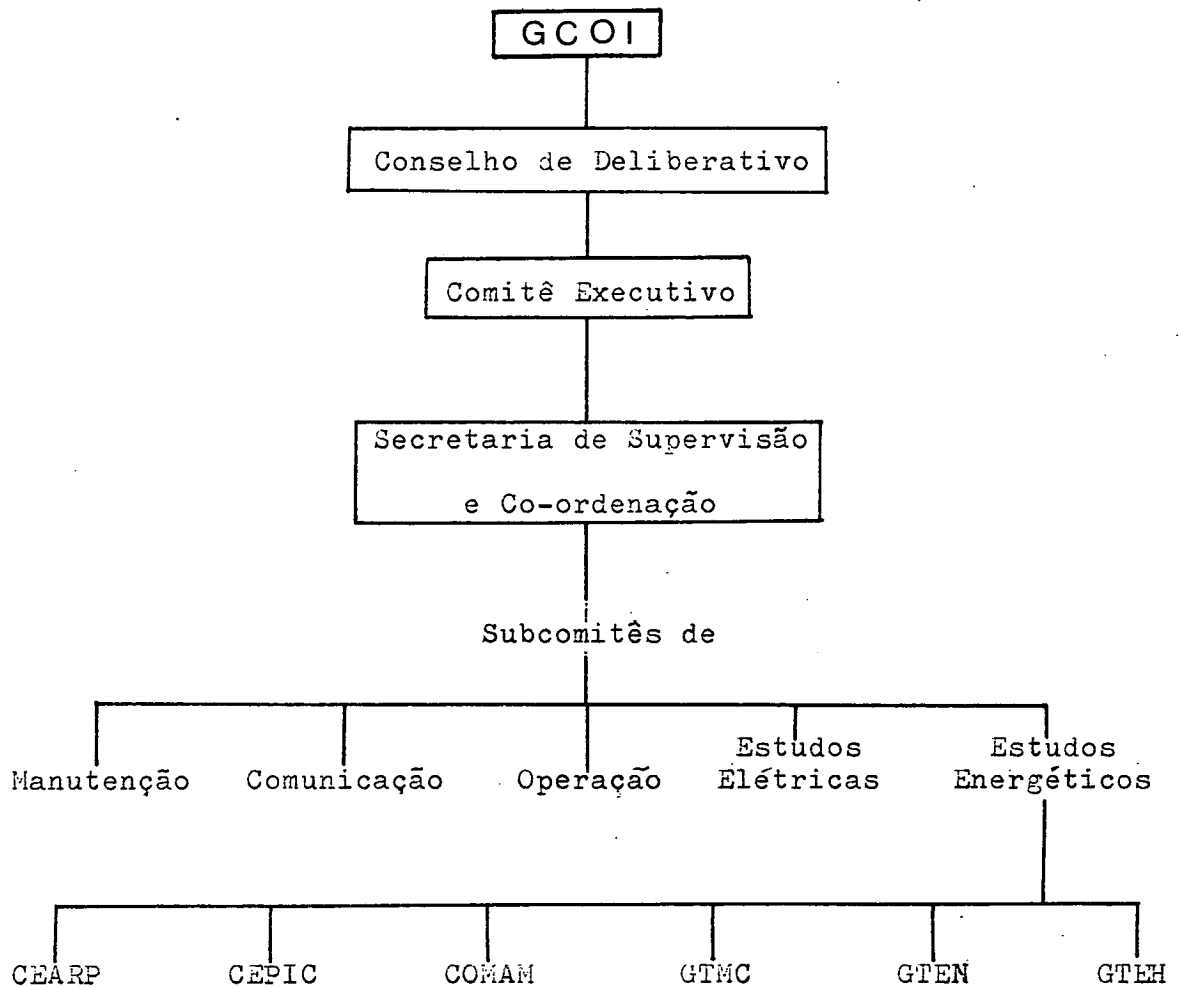 GCOI
Conselho de Deliberativo
Comitê Executivo
Secretaria de Supervisão
e Co-ordenação
Subcomitês de
Manutenção
Comunicação
Operação
Estudos
Elétricas
Estudos
Energéticos
CEARP
CEPIC
COMAM
GTMC
GTEN
GTEH